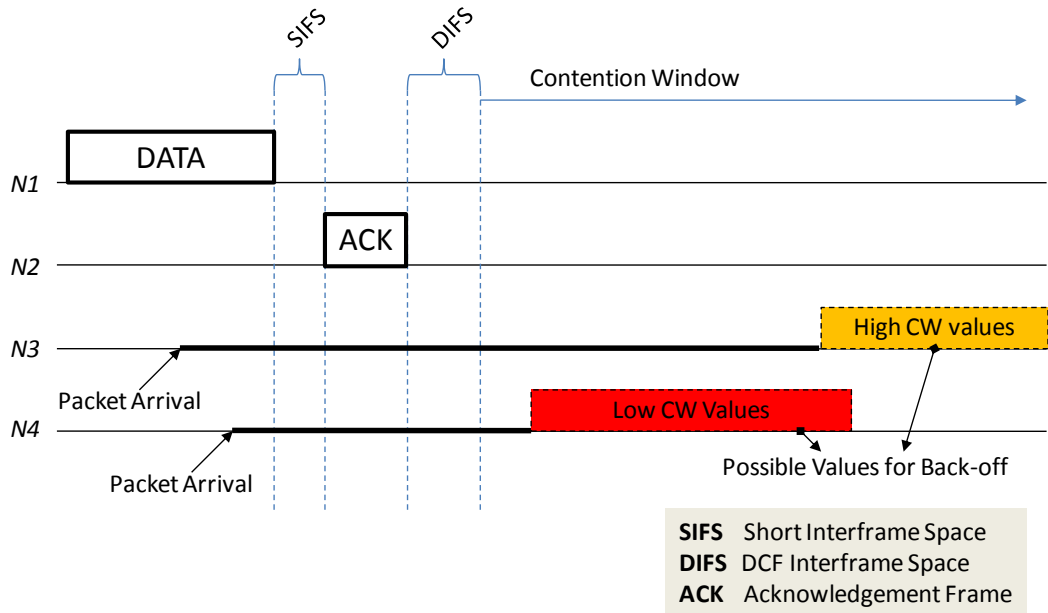 SIFS
DIFS
Contention Window
DATA
N1
ACK
N2
High CW values
N3
Packet Arrival
Low CW Values
N4
Packet Arrival
Possible Values for Back-off
SIFS Short Interframe Space
DIFS DCF Interframe Space
ACK Acknowledgement Frame